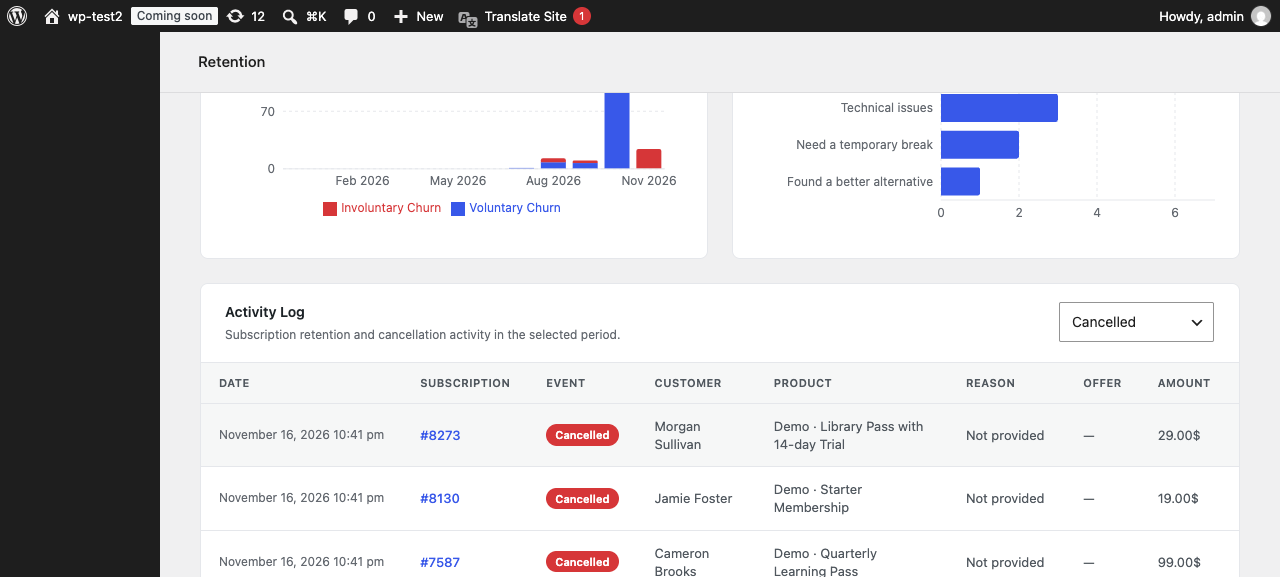 wp-test2 Coming soon 12 ⌘K 0 New Translate Site 1 Howdy, admin
Retention
70
0
Feb 2026 May 2026 Aug 2026 Nov 2026
Involuntary Churn Voluntary Churn
Technical issues
Need a temporary break
Found a better alternative
0 2 4 6
Activity Log
Subscription retention and cancellation activity in the selected period.
Cancelled
DATE SUBSCRIPTION EVENT CUSTOMER PRODUCT REASON OFFER AMOUNT
November 16, 2026 10:41 pm #8273 Cancelled Morgan Sullivan Demo · Library Pass with 14-day Trial Not provided — 29.00$
November 16, 2026 10:41 pm #8130 Cancelled Jamie Foster Demo · Starter Membership Not provided — 19.00$
November 16, 2026 10:41 pm #7587 Cancelled Cameron Brooks Demo · Quarterly Learning Pass Not provided — 99.00$